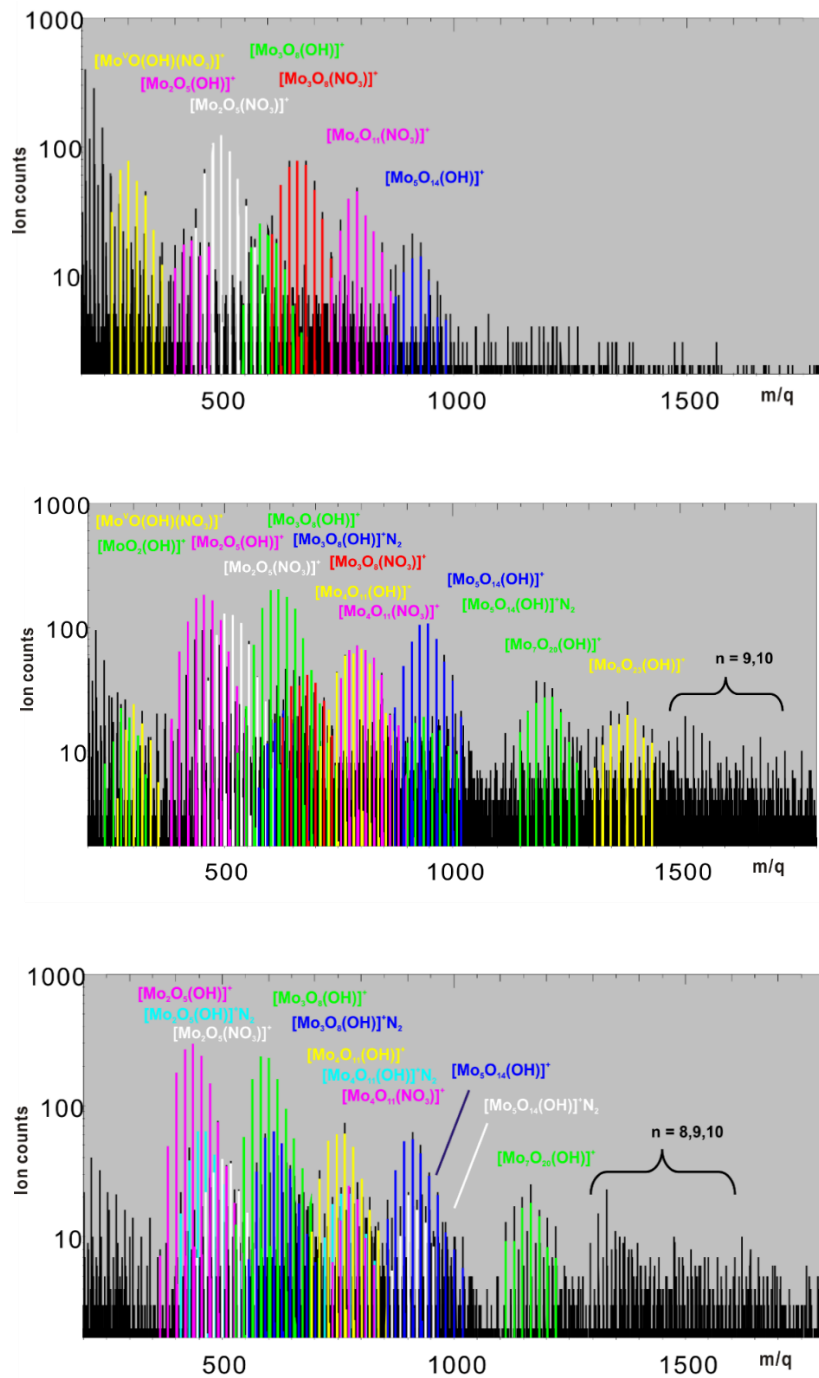 1000
[Mo₃O₈(OH)]⁺
[MoⱽO(OH)(NO₃)]⁺
[Mo₂O₅(OH)]⁺ [Mo₃O₈(NO₃)]⁺
[Mo₂O₅(NO₃)]⁺
[Mo₄O₁₁(NO₃)]⁺
100
[Mo₅O₁₄(OH)]⁺
Ion counts
10
500 1000 1500
m/q
1000
[MoⱽO(OH)(NO₃)]⁺ [Mo₃O₈(OH)]⁺
[MoO₂(OH)]⁺ [Mo₂O₅(OH)]⁺ [Mo₃O₈(OH)]⁺N₂
[Mo₂O₅(NO₃)]⁺ [Mo₃O₈(NO₃)]⁺
[Mo₅O₁₄(OH)]⁺
[Mo₄O₁₁(OH)]⁺
[Mo₄O₁₁(NO₃)]⁺ [Mo₅O₁₄(OH)]⁺N₂
100
[Mo₇O₂₀(OH)]⁺
n = 9,10
[Mo₈O₂₃(OH)]⁺
Ion counts
10
500 1000 1500
m/q
1000
[Mo₂O₅(OH)]⁺ [Mo₃O₈(OH)]⁺
[Mo₂O₅(OH)]⁺N₂
[Mo₃O₈(OH)]⁺N₂
[Mo₂O₅(NO₃)]⁺
[Mo₄O₁₁(OH)]⁺ [Mo₅O₁₄(OH)]⁺
[Mo₄O₁₁(OH)]⁺N₂
[Mo₄O₁₁(NO₃)]⁺ [Mo₅O₁₄(OH)]⁺N₂
100
n = 8,9,10
[Mo₇O₂₀(OH)]⁺
Ion counts
10
500 1000 1500
m/q